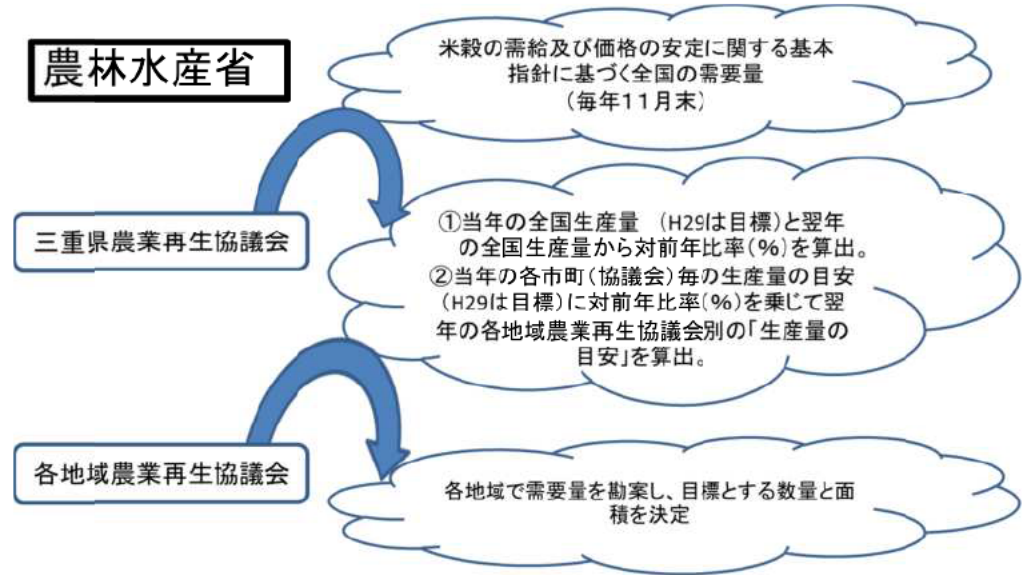 農林水産省
米穀の需給及び価格の安定に関する基本
指針に基づく全国の需要量
（毎年１１月末）
三重県農業再生協議会
①当年の全国生産量　（H29は目標）と翌年
の全国生産量から対前年比率（%）を算出。
②当年の各市町（協議会）毎の生産量の目安
（H29は目標）に対前年比率（%）を乗じて翌
年の各地域農業再生協議会別の「生産量の
目安」を算出。
各地域農業再生協議会
各地域で需要量を勘案し、目標とする数量と面
積を決定